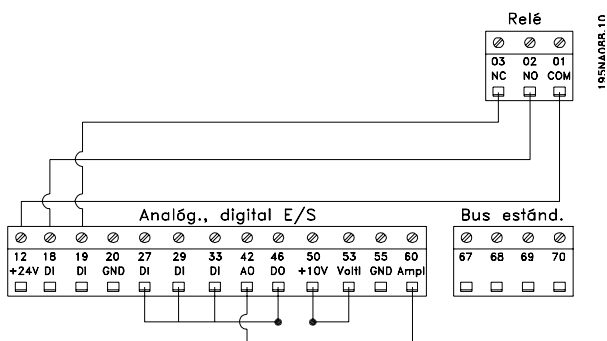 Relé
03 02 01
NC NO COM
195NA088.10
Analóg., digital E/S
12 18 19 20 27 29 33 42 46 50 53 55 60
+24V DI DI GND DI DI DI AO DO +10V Volti GND Ampl
Bus estánd.
67 68 69 70